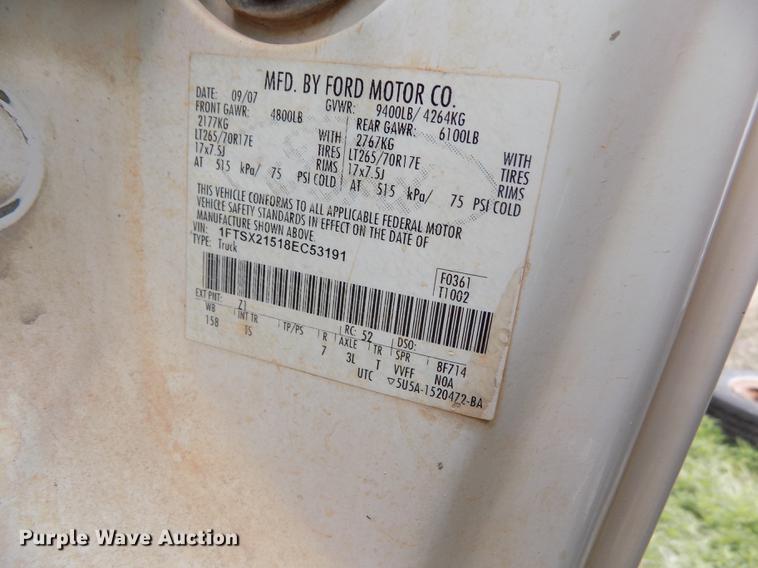 MFD. BY FORD MOTOR CO.
DATE: 09/07 GVWR: 9400LB/ 4264KG
FRONT GAWR: 4800LB REAR GAWR: 6100LB
2177KG 2767KG
LT265/70R17E WITH TIRES LT265/70R17E WITH TIRES
17x7.5J RIMS 17x7.5J RIMS
AT 515 kPa/ 75 PSI COLD AT 515 kPa/ 75 PSI COLD
THIS VEHICLE CONFORMS TO ALL APPLICABLE FEDERAL MOTOR
VEHICLE SAFETY STANDARDS IN EFFECT ON THE DATE OF
MANUFACTURE SHOWN ABOVE.
VIN: 1FTSX21518EC53191
TYPE: Truck
F0361
T1002
EXT PNT: Z1 RC: 52 DSO:
WB INT TR TP/PS R AXLE TR SPR 8F714
158 TS 7 3L T VVFF N0A
UTC ▽5U5A-1520472-BA
Purple Wave Auction